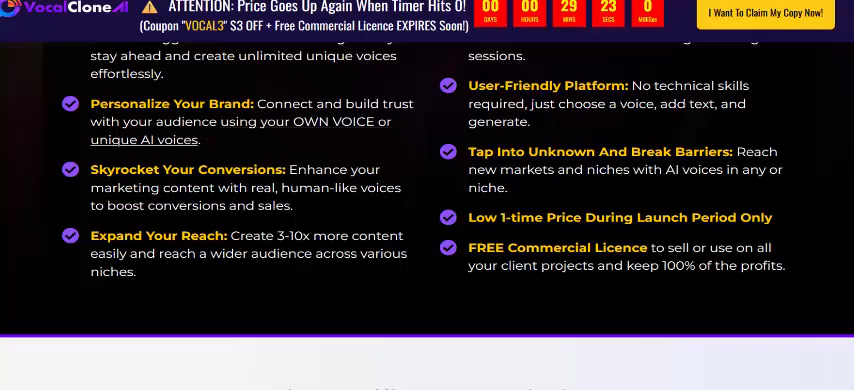 VocalCloneAI
ATTENTION: Price Goes Up Again When Timer Hits 0!
(Coupon "VOCAL3" $3 OFF + Free Commercial Licence EXPIRES Soon!)
00 00 29 23 0
DAYS HOURS MINS SECS MilliSec
I Want To Claim My Copy Now!
stay ahead and create unlimited unique voices
effortlessly.
Personalize Your Brand: Connect and build trust
with your audience using your OWN VOICE or
unique AI voices.
Skyrocket Your Conversions: Enhance your
marketing content with real, human-like voices
to boost conversions and sales.
Expand Your Reach: Create 3-10x more content
easily and reach a wider audience across various
niches.
sessions.
User-Friendly Platform: No technical skills
required, just choose a voice, add text, and
generate.
Tap Into Unknown And Break Barriers: Reach
new markets and niches with AI voices in any or
niche.
Low 1-time Price During Launch Period Only
FREE Commercial Licence to sell or use on all
your client projects and keep 100% of the profits.